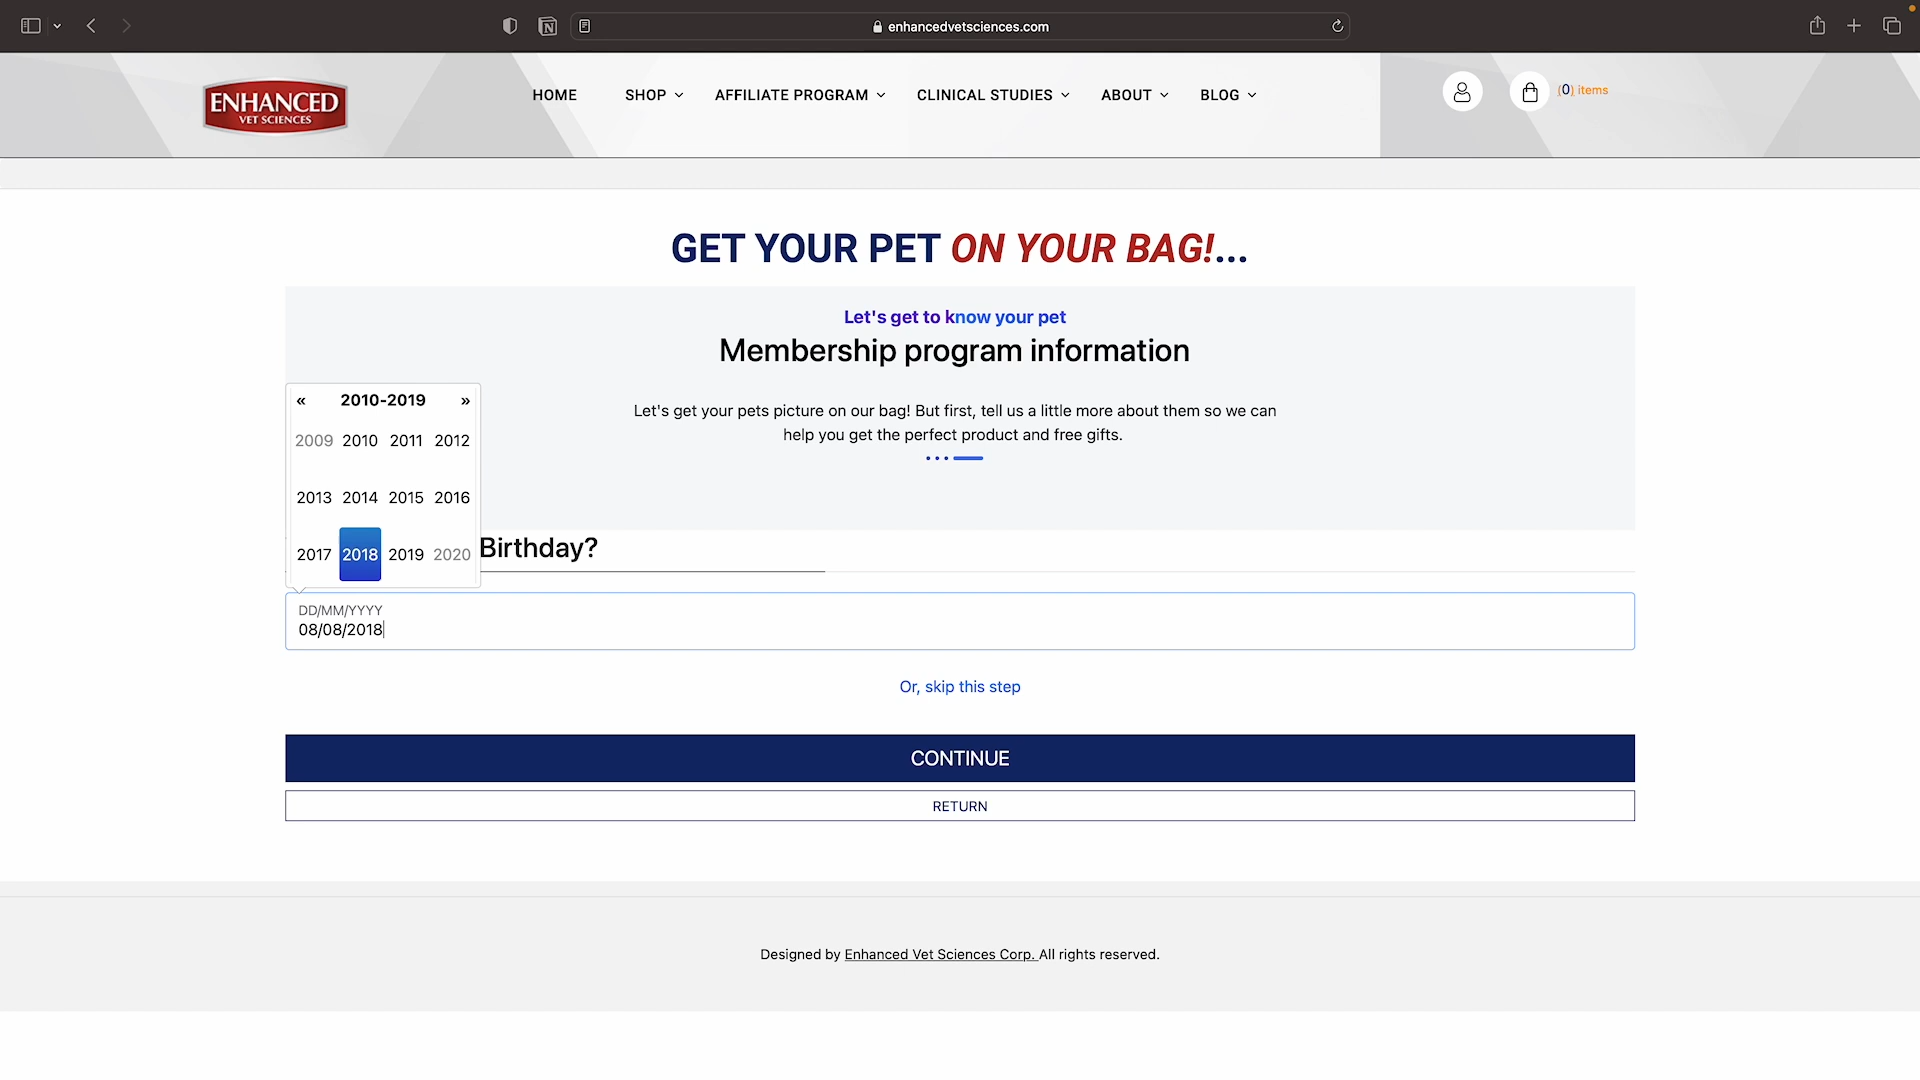 enhancedvetsciences.com
ENHANCED
VET SCIENCES
HOME
SHOP
AFFILIATE PROGRAM
CLINICAL STUDIES
ABOUT
BLOG
(0) items
GET YOUR PET ON YOUR BAG!...
Let's get to know your pet
Membership program information
Let's get your pets picture on our bag! But first, tell us a little more about them so we can
help you get the perfect product and free gifts.
« 2010-2019 »
2009 2010 2011 2012
2013 2014 2015 2016
2017 2018 2019 2020
Birthday?
DD/MM/YYYY
08/08/2018
Or, skip this step
CONTINUE
RETURN
Designed by Enhanced Vet Sciences Corp. All rights reserved.